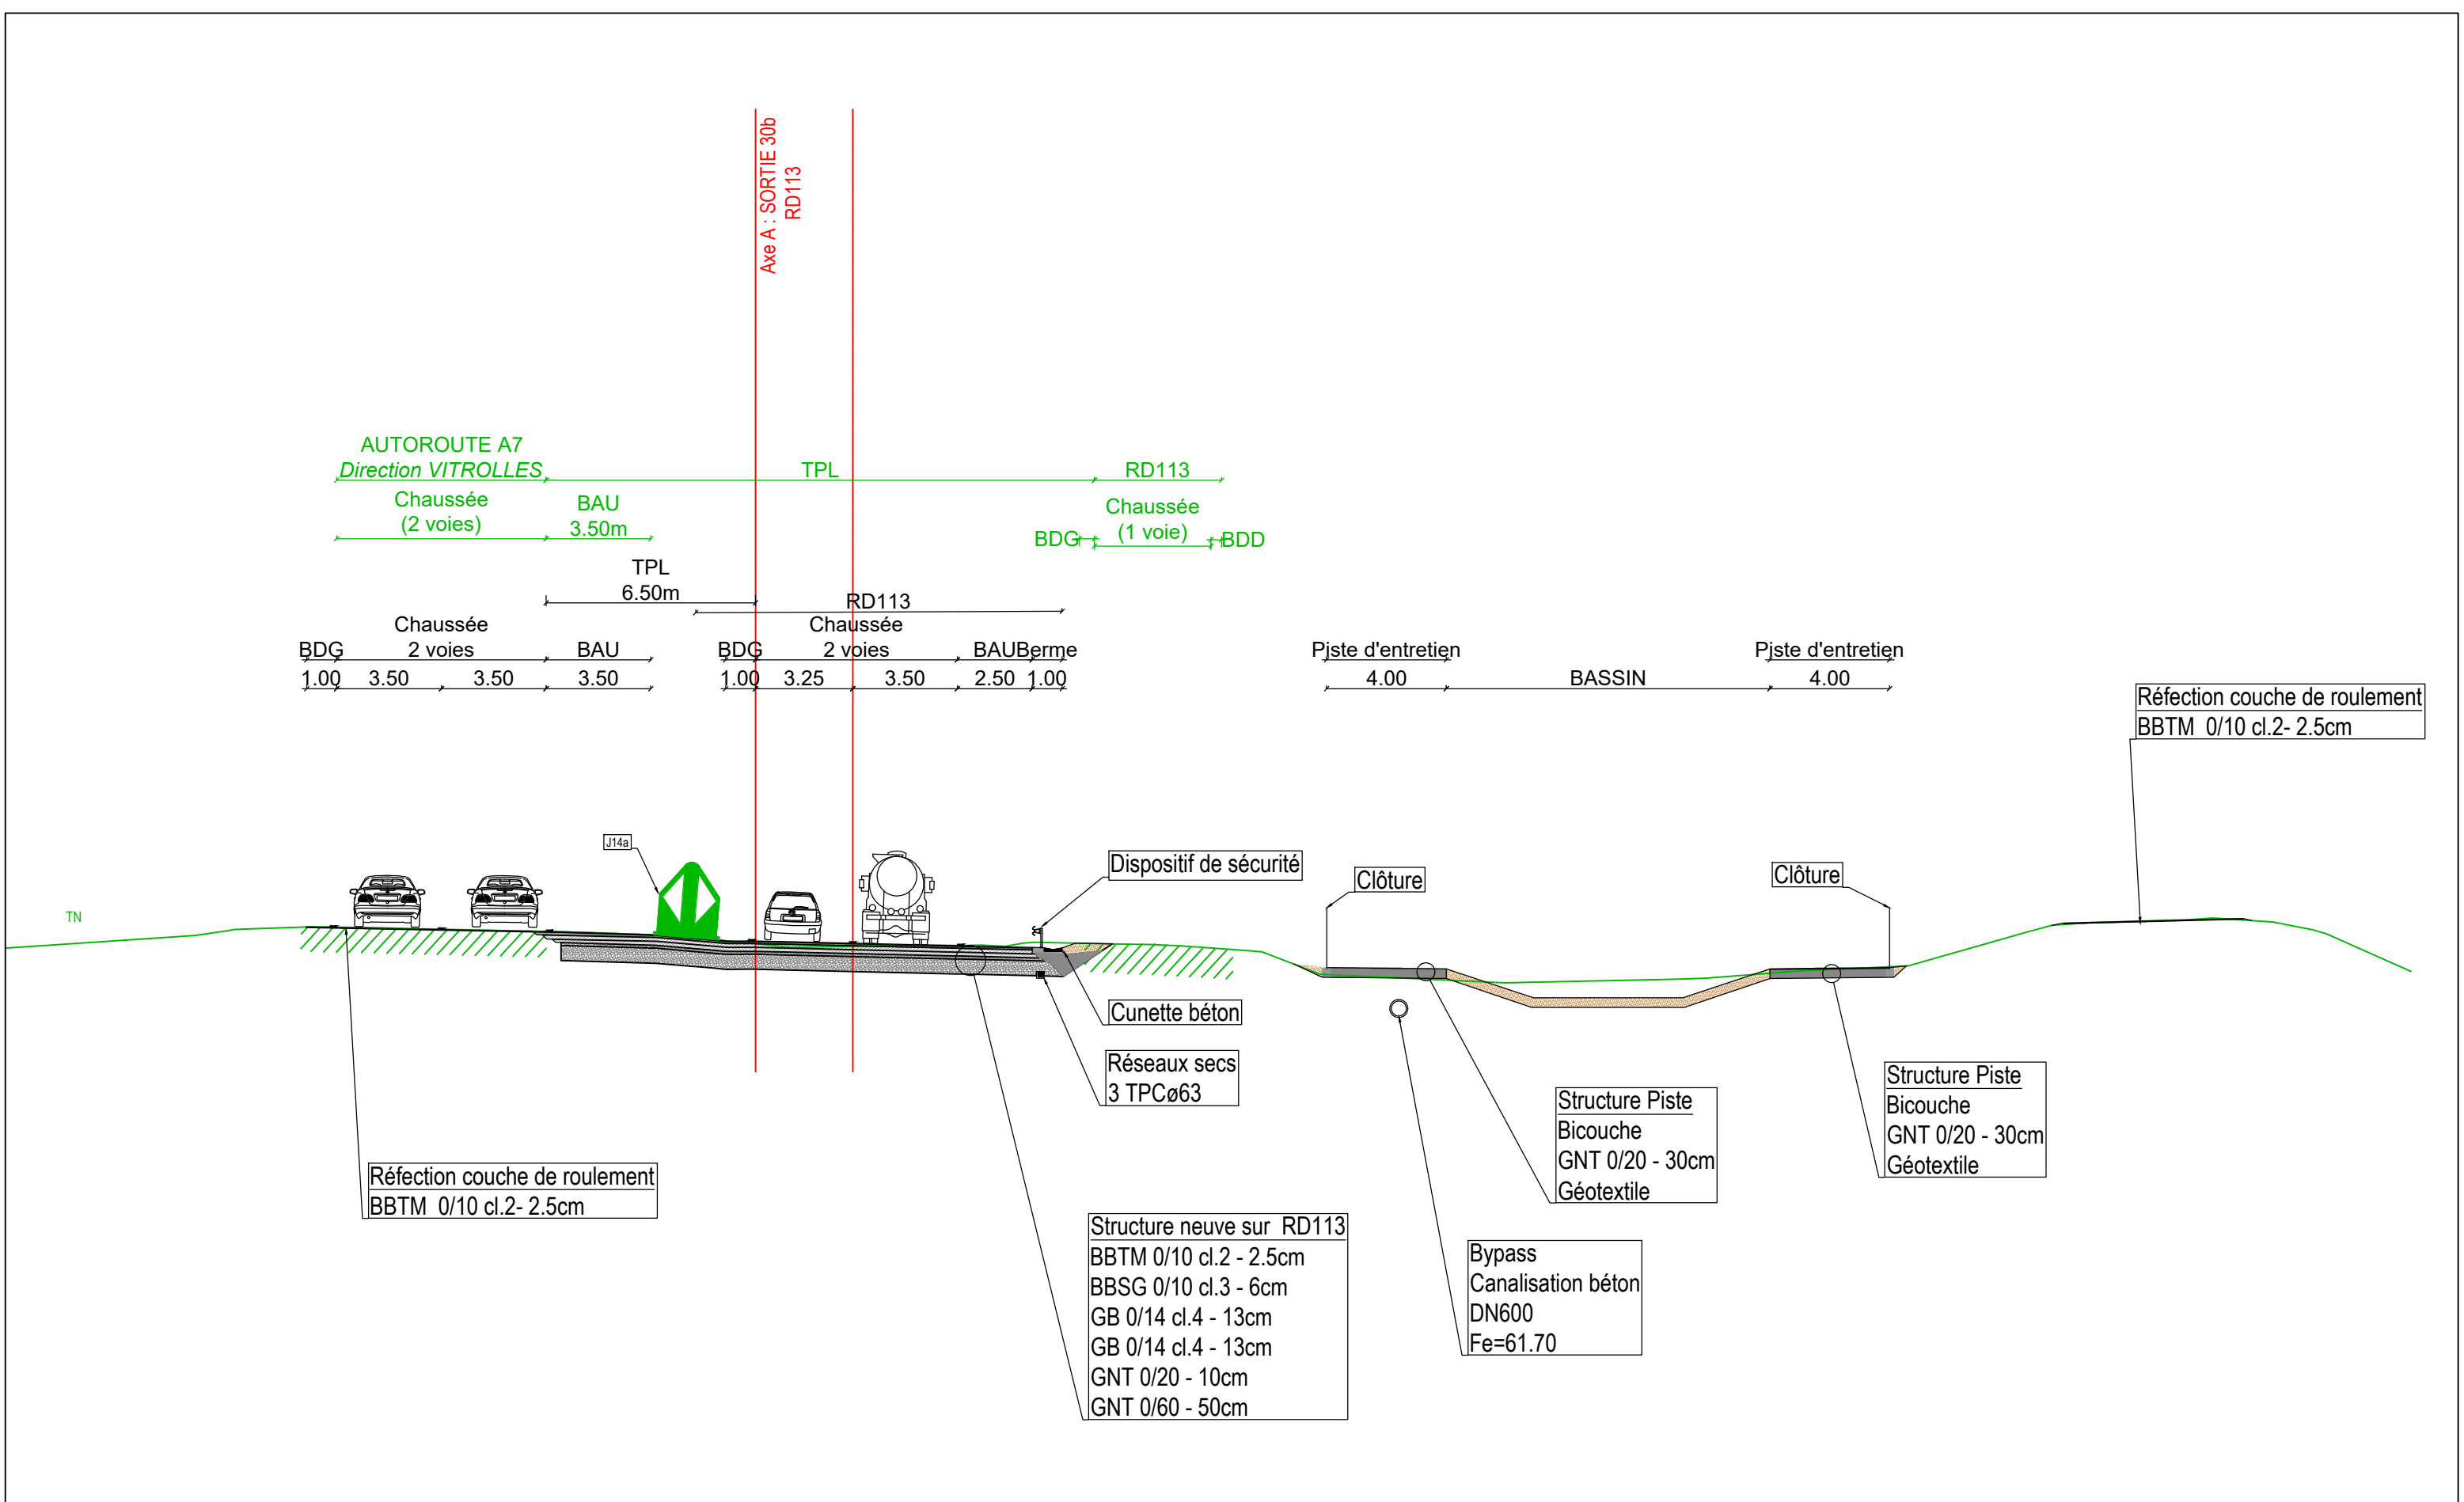 Axe A : SORTIE 30b
RD113
AUTOROUTE A7
Direction VITROLLES
TPL
RD113
Chaussée
(2 voies)
BAU
3.50m
BDG
Chaussée
(1 voie)
BDD
TPL
6.50m
RD113
BDG
Chaussée
2 voies
BAU
BDG
Chaussée
2 voies
BAU
Berme
Piste d'entretien
Piste d'entretien
1.00
3.50
3.50
3.50
1.00
3.25
3.50
2.50
1.00
4.00
BASSIN
4.00
Réfection couche de roulement
BBTM 0/10 cl.2- 2.5cm
J14a
Dispositif de sécurité
Clôture
Clôture
TN
Cunette béton
Réseaux secs
3 TPCø63
Structure Piste
Bicouche
GNT 0/20 - 30cm
Géotextile
Structure Piste
Bicouche
GNT 0/20 - 30cm
Géotextile
Réfection couche de roulement
BBTM 0/10 cl.2- 2.5cm
Structure neuve sur RD113
BBTM 0/10 cl.2 - 2.5cm
BBSG 0/10 cl.3 - 6cm
GB 0/14 cl.4 - 13cm
GB 0/14 cl.4 - 13cm
GNT 0/20 - 10cm
GNT 0/60 - 50cm
Bypass
Canalisation béton
DN600
Fe=61.70